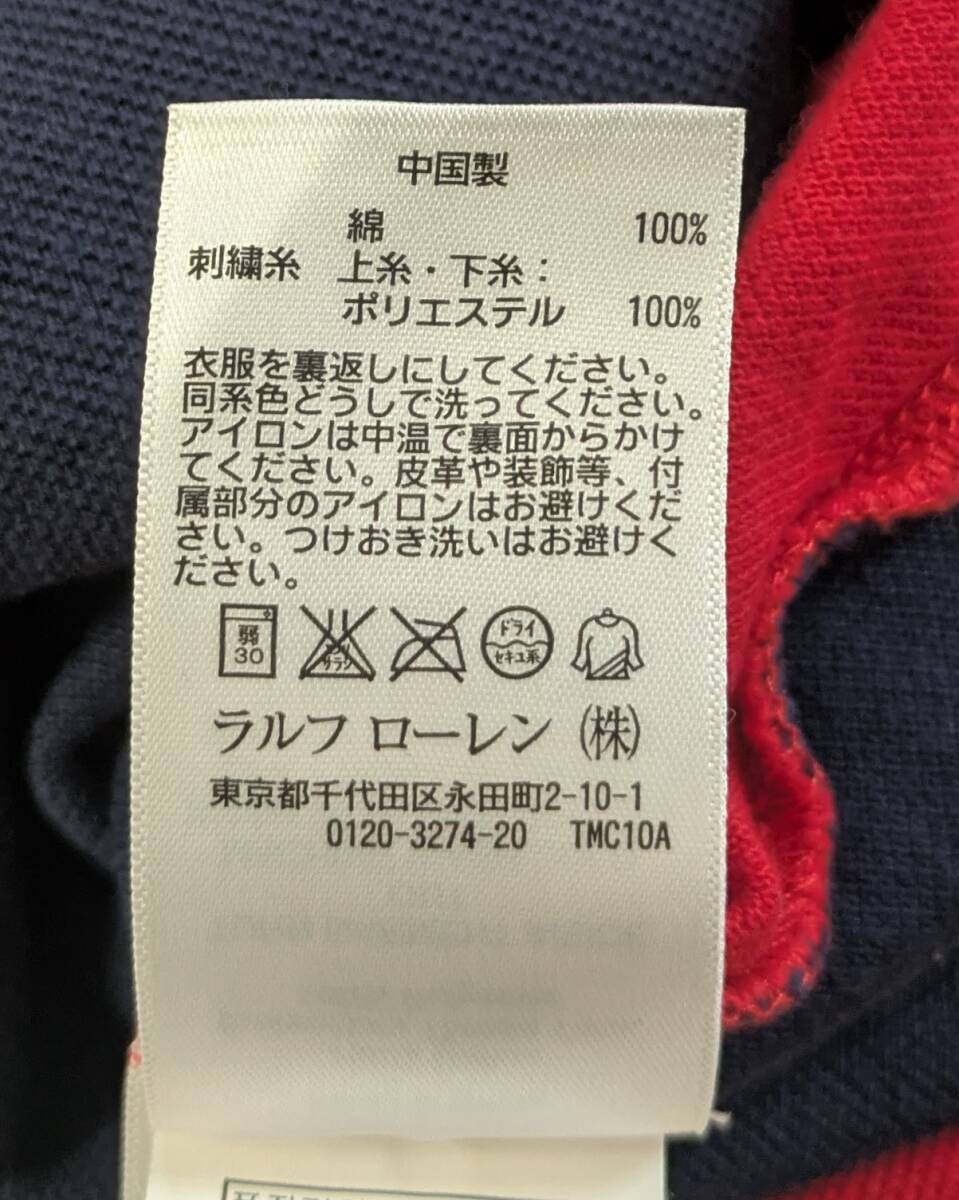 中国製
綿 100%
刺繍糸 上糸・下糸:
ポリエステル 100%
衣服を裏返しにしてください。
同系色どうしで洗ってください。
アイロンは中温で裏面からかけ
てください。皮革や装飾等、付
属部分のアイロンはお避けくだ
さい。つけおき洗いはお避けく
ださい。
弱 30
ドライ セキユ系
ラルフ ローレン (株)
東京都千代田区永田町2-10-1
0120-3274-20 TMC10A